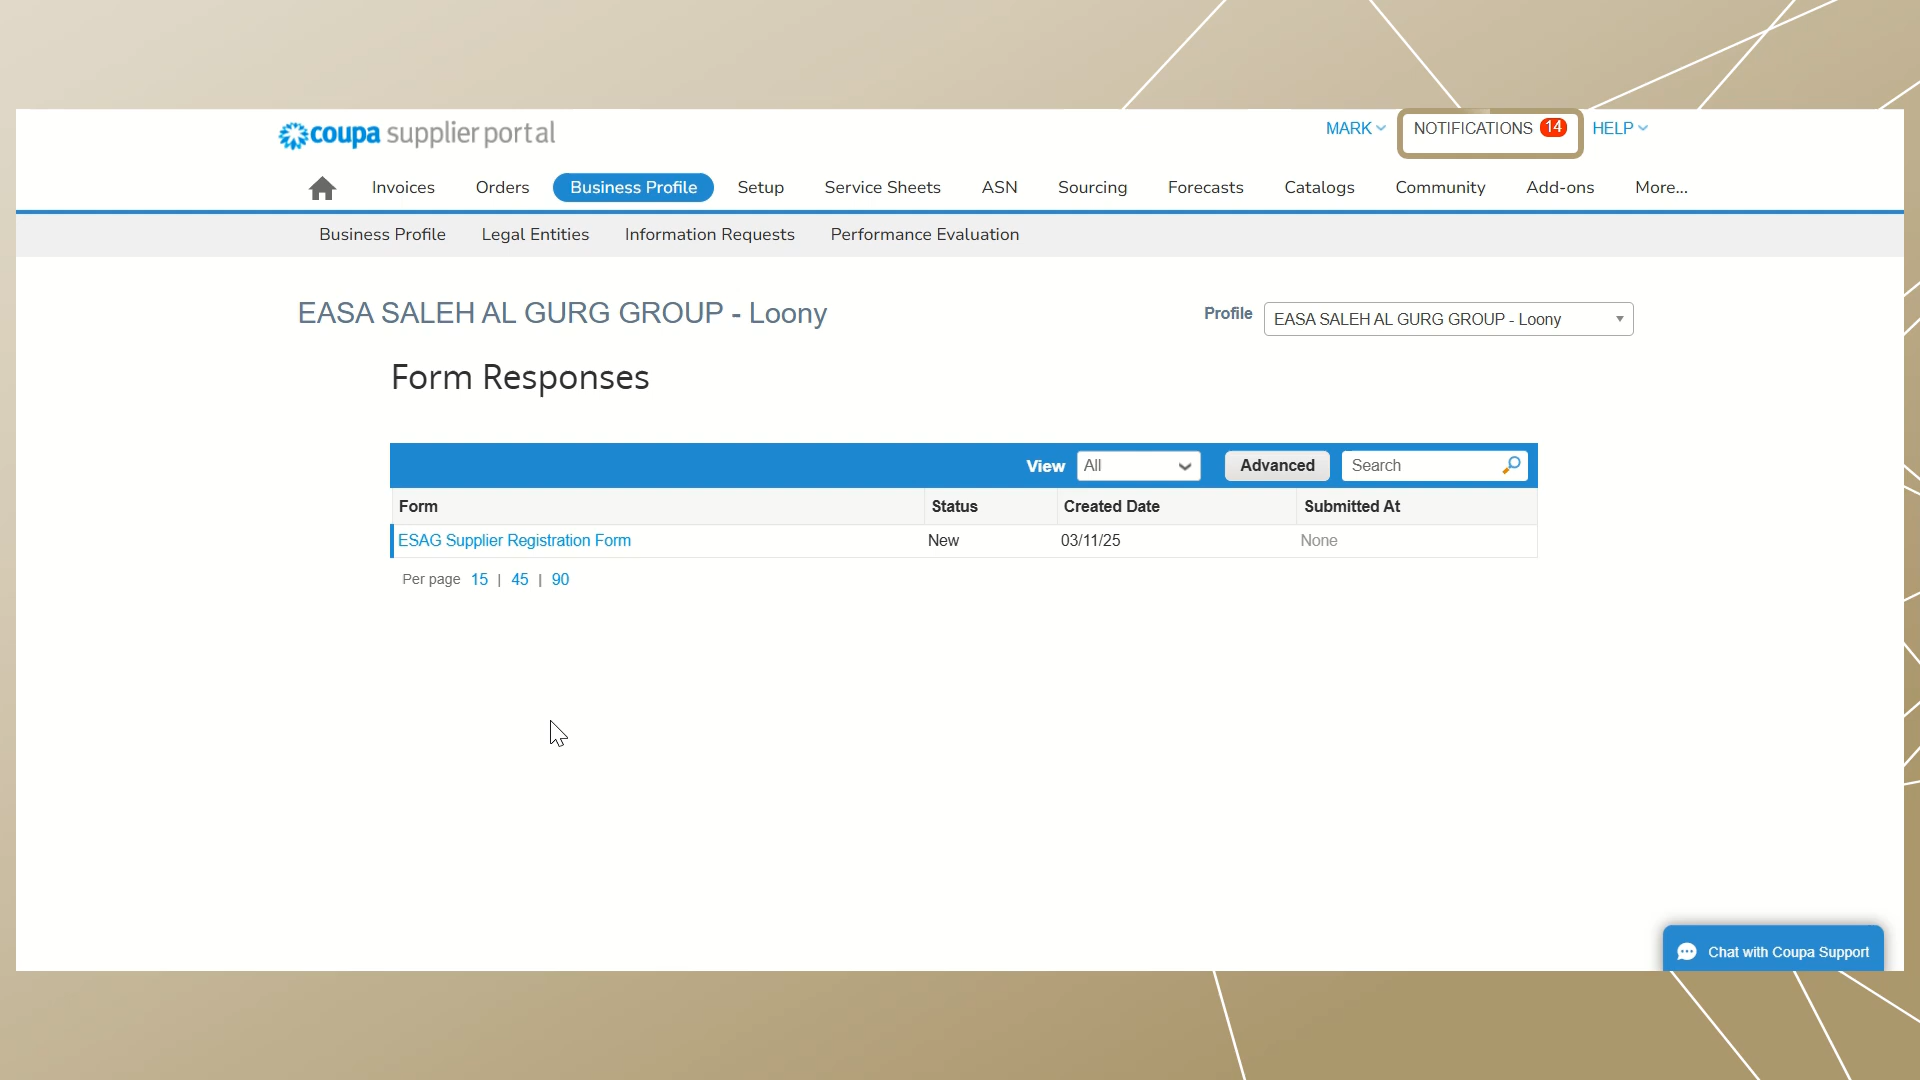 coupa supplier portal
MARK NOTIFICATIONS 14 HELP
Invoices Orders Business Profile Setup Service Sheets ASN Sourcing Forecasts Catalogs Community Add-ons More...
Business Profile Legal Entities Information Requests Performance Evaluation
EASA SALEH AL GURG GROUP - Loony
Profile EASA SALEH AL GURG GROUP - Loony
Form Responses
View All Advanced Search
Form Status Created Date Submitted At
ESAG Supplier Registration Form New 03/11/25 None
Per page 15 | 45 | 90
Chat with Coupa Support